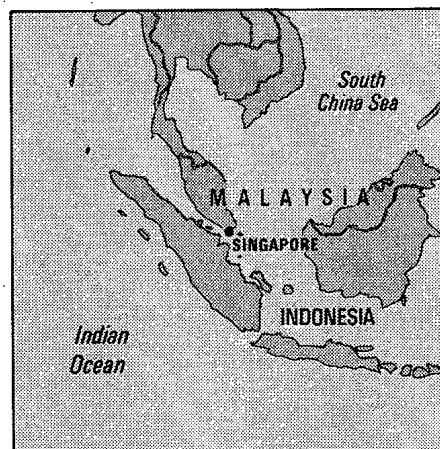 South
China Sea
MALAYSIA
SINGAPORE
INDONESIA
Indian
Ocean